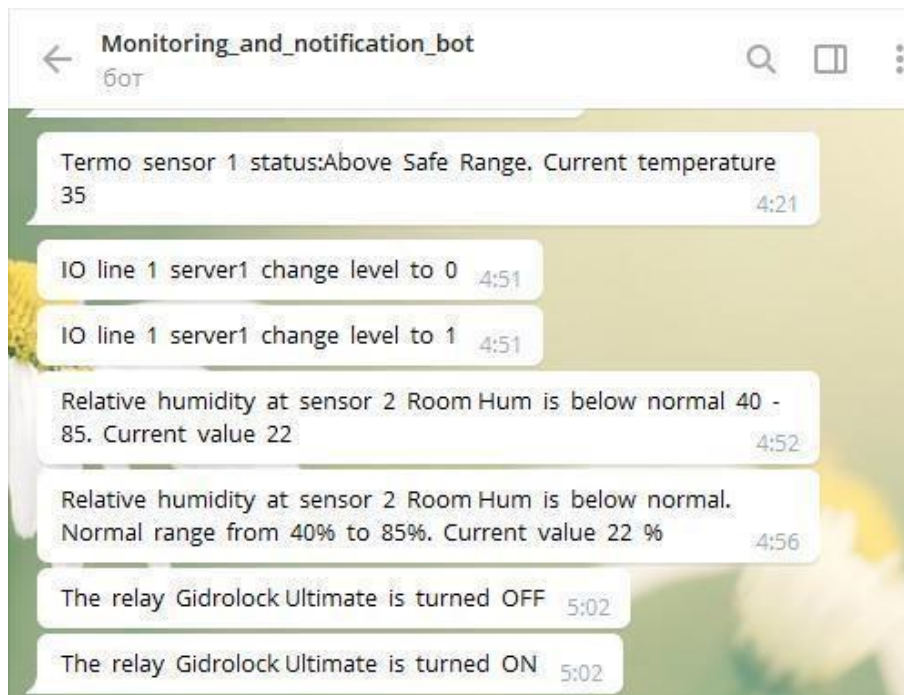 Monitoring_and_notification_bot
бот
Termo sensor 1 status:Above Safe Range. Current temperature
35
4:21
IO line 1 server1 change level to 0 4:51
IO line 1 server1 change level to 1 4:51
Relative humidity at sensor 2 Room Hum is below normal 40 -
85. Current value 22
4:52
Relative humidity at sensor 2 Room Hum is below normal.
Normal range from 40% to 85%. Current value 22 %
4:56
The relay Gidrolock Ultimate is turned OFF 5:02
The relay Gidrolock Ultimate is turned ON 5:02